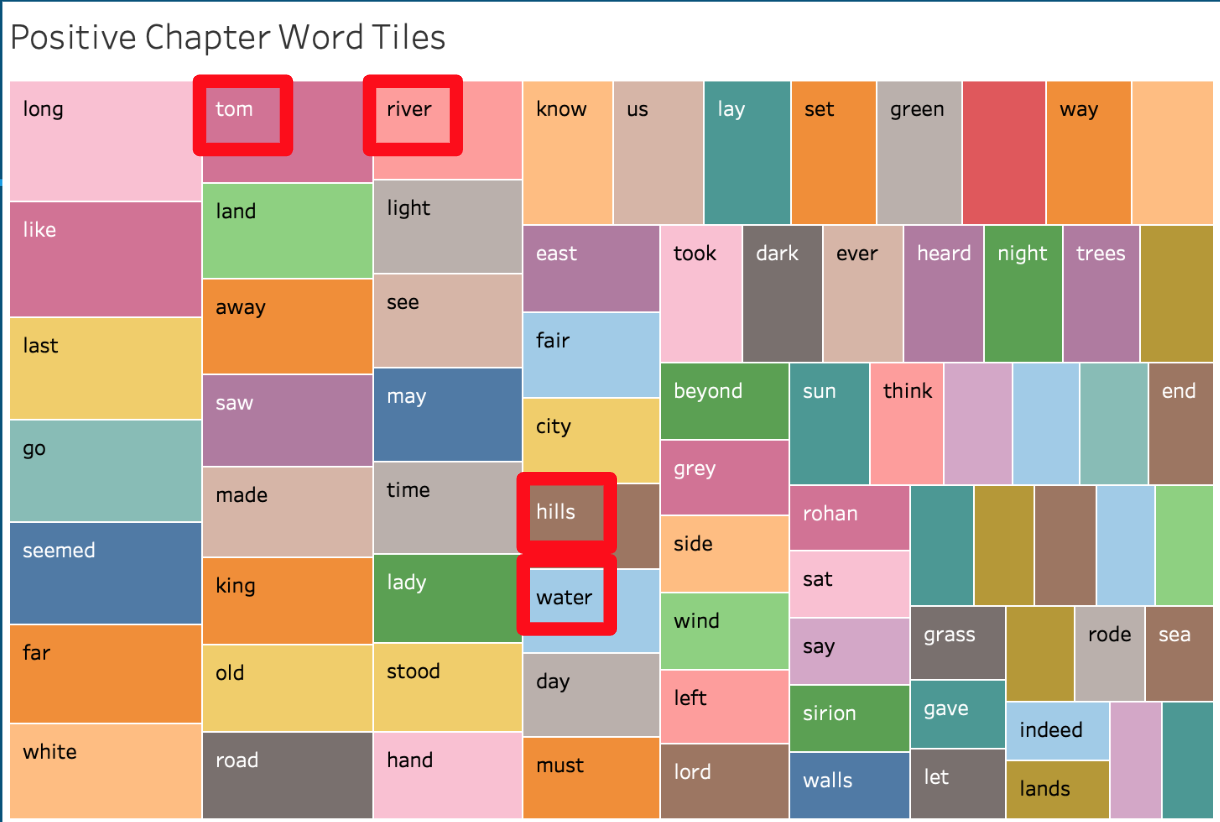 Positive Chapter Word Tiles
long
like
last
go
seemed
far
white
tom
land
away
saw
made
king
old
road
river
light
see
may
time
lady
stood
hand
know
us
lay
set
green
way
east
fair
city
hills
water
day
must
took
dark
ever
heard
night
trees
beyond
grey
side
wind
left
lord
sun
think
end
rohan
sat
say
sirion
walls
grass
gave
let
rode
sea
indeed
lands